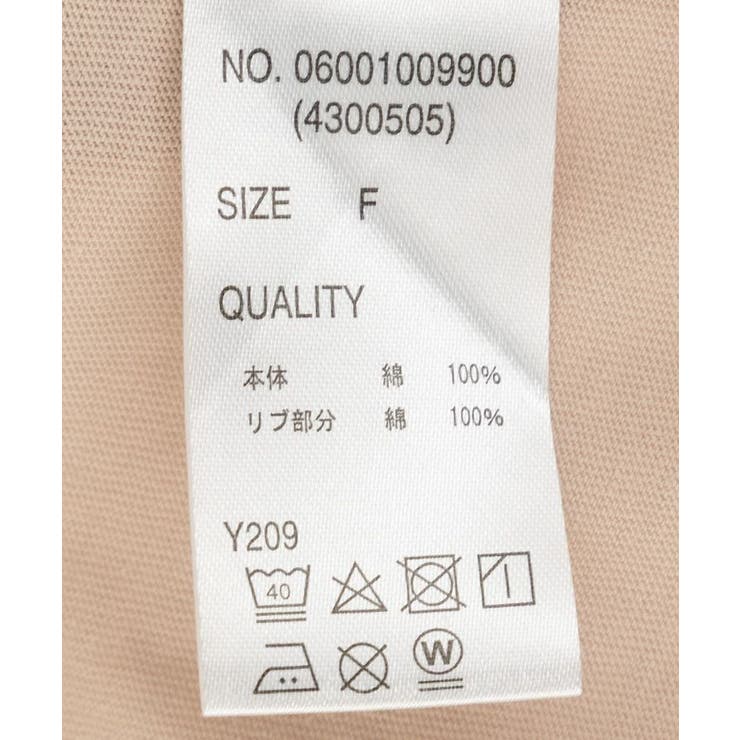 NO. 06001009900
(4300505)
SIZE F
QUALITY
本体 綿 100%
リブ部分 綿 100%
Y209
40
W